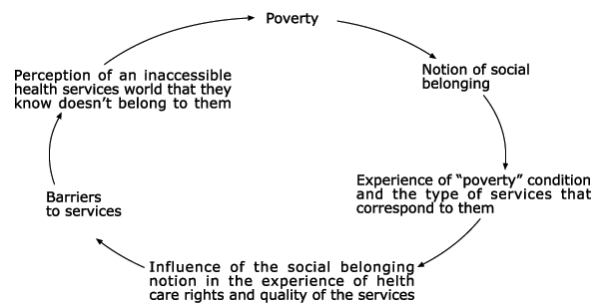 Poverty
Notion of social
belonging
Experience of “poverty” condition
and the type of services that
correspond to them
Influence of the social belonging
notion in the experience of helth
care rights and quality of the services
Barriers
to services
Perception of an inaccessible
health services world that they
know doesn’t belong to them